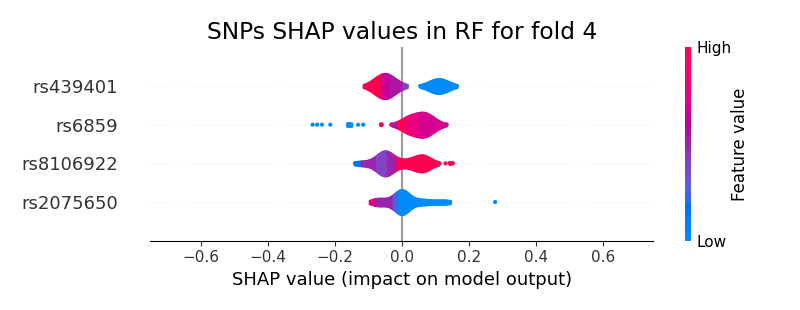 SNPs SHAP values in RF for fold 4
High
rs439401
rs6859
rs8106922
rs2075650
Feature value
Low
−0.6 −0.4 −0.2 0.0 0.2 0.4 0.6
SHAP value (impact on model output)